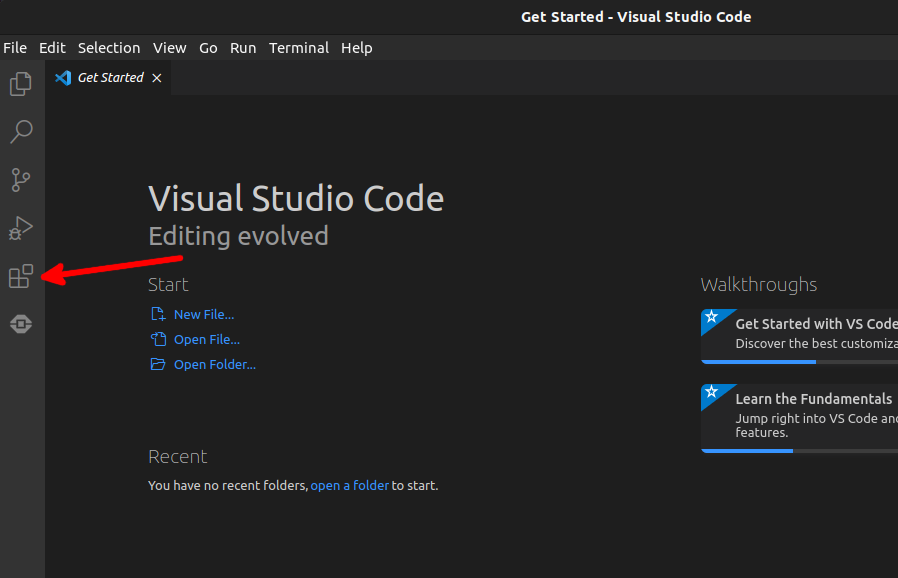 Get Started - Visual Studio Code
File Edit Selection View Go Run Terminal Help
Get Started
Visual Studio Code
Editing evolved
Start
New File...
Open File...
Open Folder...
Recent
You have no recent folders, open a folder to start.
Walkthroughs
Get Started with VS Code
Discover the best customiza
Learn the Fundamentals
Jump right into VS Code and
features.